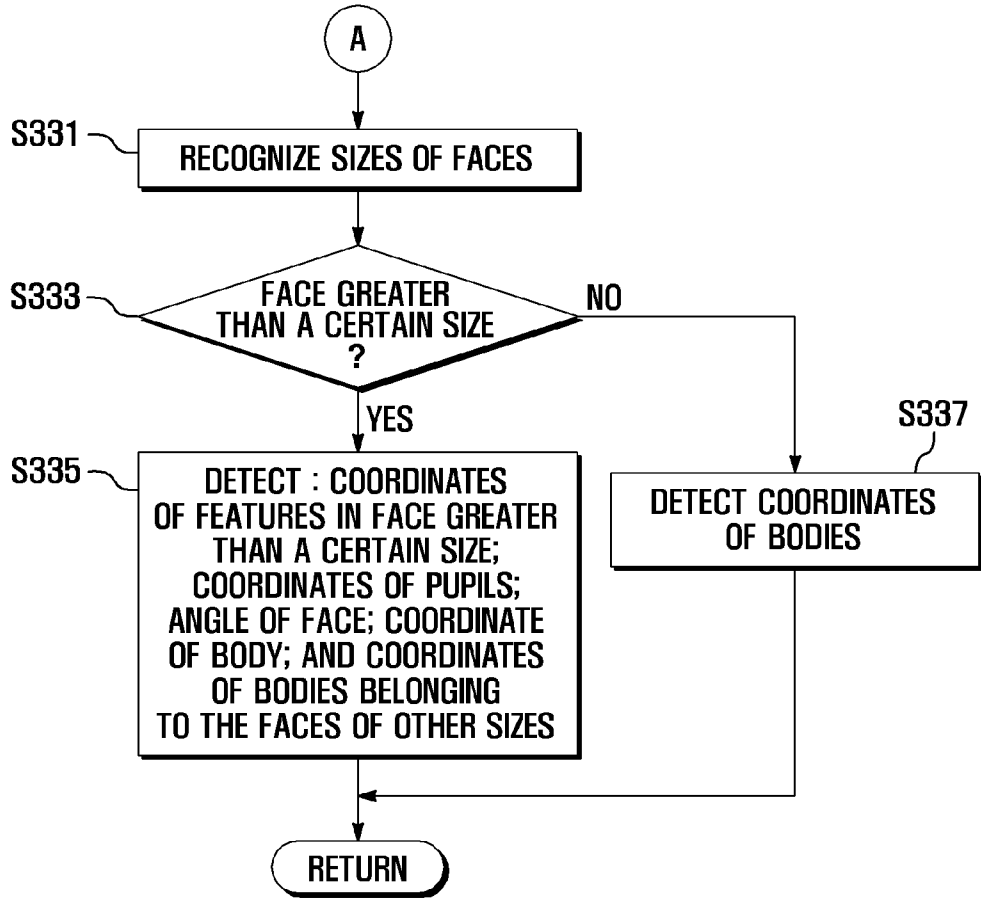 A
S331
RECOGNIZE SIZES OF FACES
S333
FACE GREATER
THAN A CERTAIN SIZE
?
NO
YES
S335
DETECT : COORDINATES
OF FEATURES IN FACE GREATER
THAN A CERTAIN SIZE;
COORDINATES OF PUPILS;
ANGLE OF FACE; COORDINATE
OF BODY; AND COORDINATES
OF BODIES BELONGING
TO THE FACES OF OTHER SIZES
S337
DETECT COORDINATES
OF BODIES
RETURN